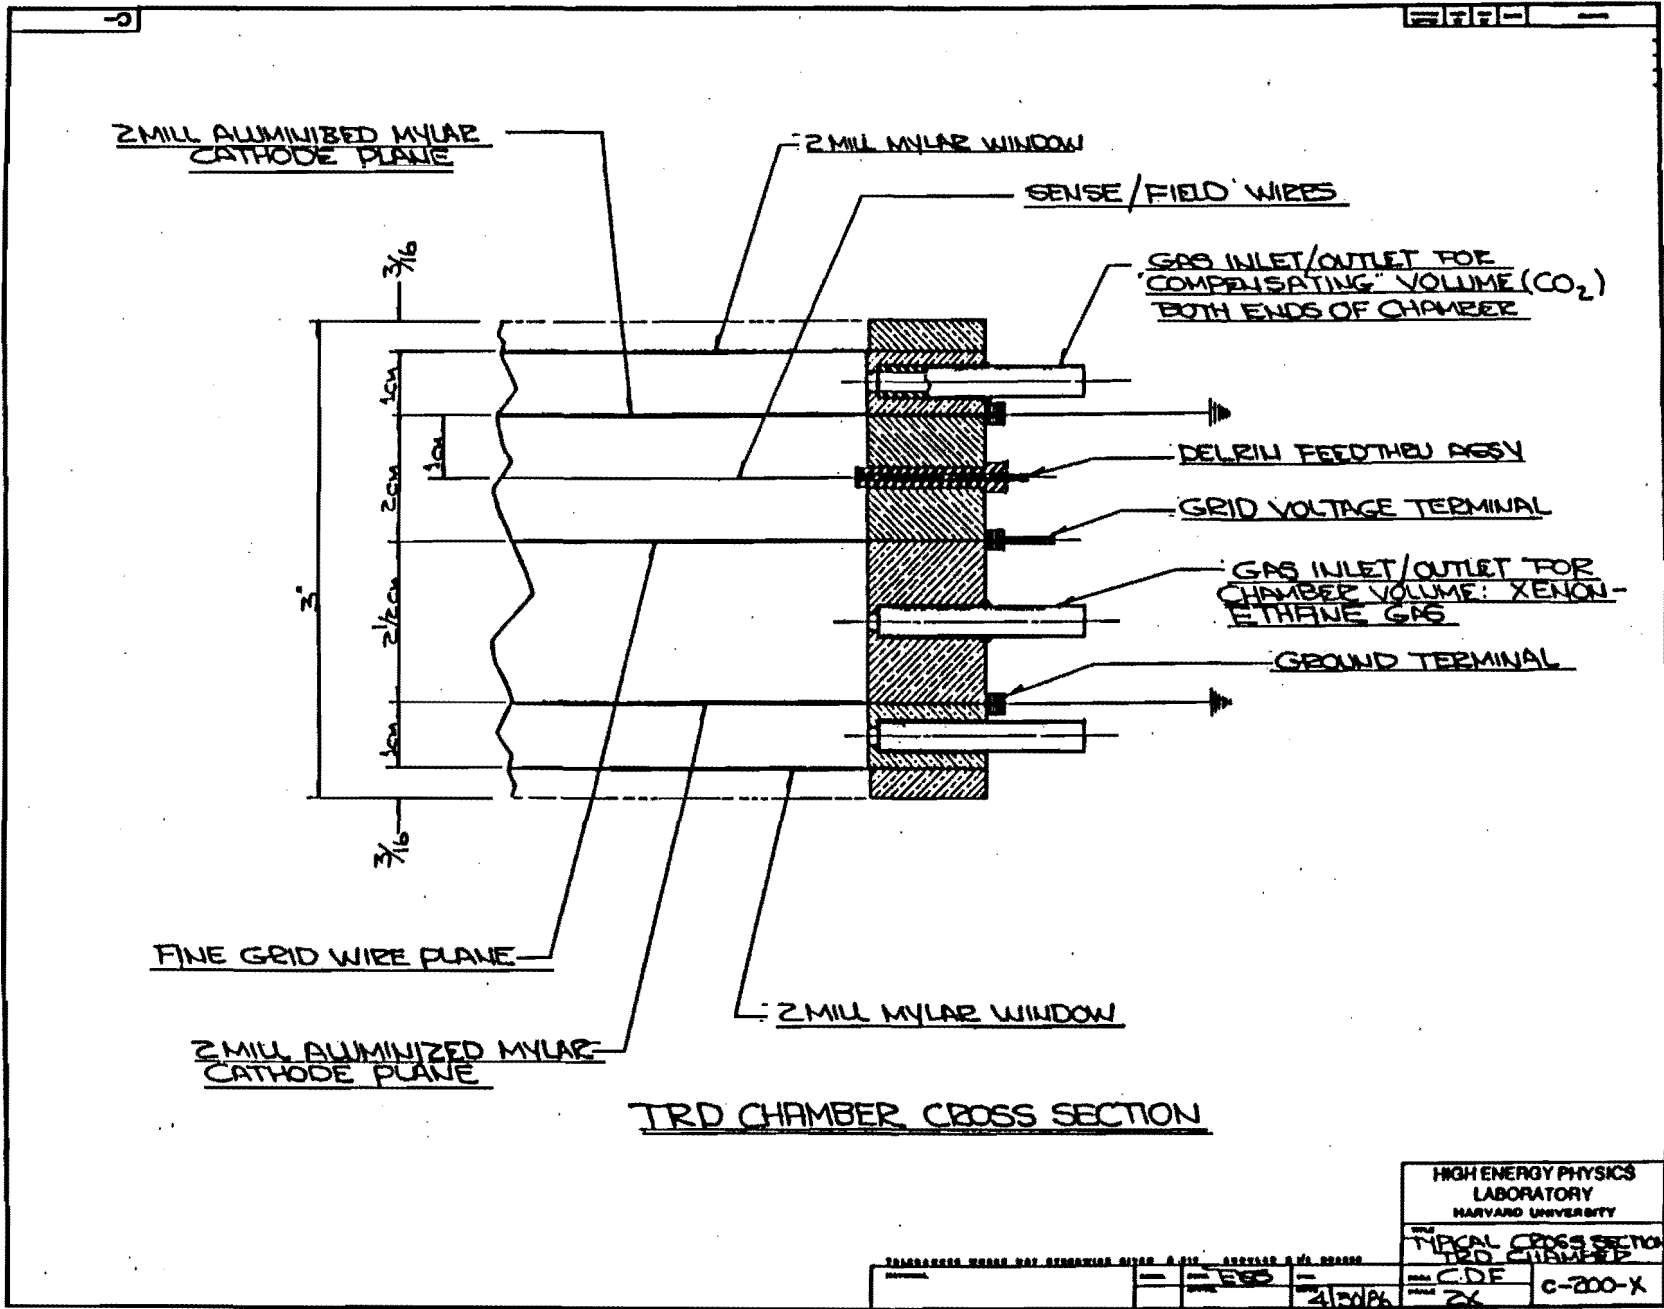 2 MILL ALUMINIBED MYLAR
CATHODE PLANE
2 MILL MYLAR WINDOW
SENSE/FIELD WIRES
GAS INLET/OUTLET FOR
"COMPENSATING" VOLUME (CO2)
BOTH ENDS OF CHAMBER
3/16
1cm
1cm
2cm
3"
2 1/2cm
1cm
3/16
DELRIN FEEDTHRU ASSY
GRID VOLTAGE TERMINAL
GAS INLET/OUTLET FOR
CHAMBER VOLUME: XENON-
ETHANE GAS
GROUND TERMINAL
FINE GRID WIRE PLANE
2 MILL MYLAR WINDOW
2 MILL ALUMINIZED MYLAR
CATHODE PLANE
TRD CHAMBER CROSS SECTION
HIGH ENERGY PHYSICS
LABORATORY
HARVARD UNIVERSITY
TYPICAL CROSS SECTION
TRD CHAMBER
CDF
C-200-X
4/30/86
2X